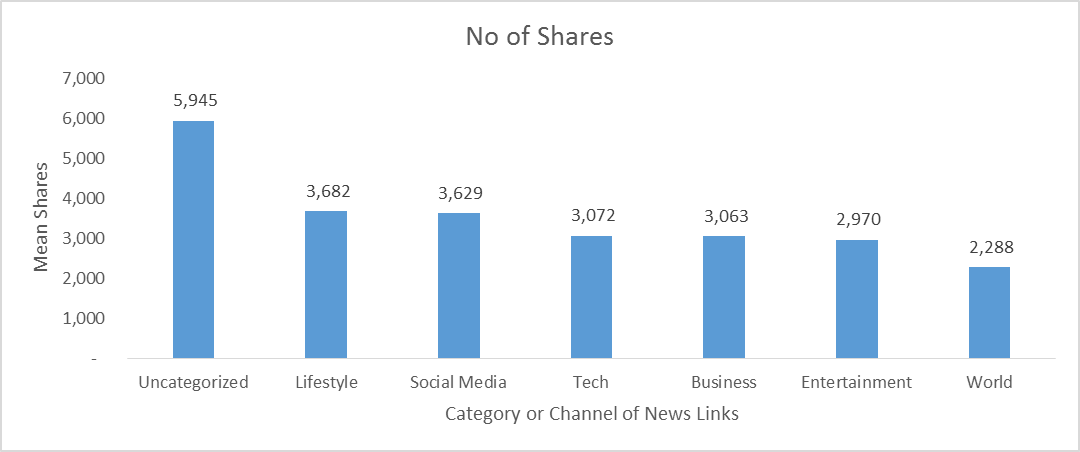 No of Shares
7,000
6,000
5,000
4,000
3,000
2,000
1,000
-
Mean Shares
5,945
3,682
3,629
3,072
3,063
2,970
2,288
Uncategorized
Lifestyle
Social Media
Tech
Business
Entertainment
World
Category or Channel of News Links